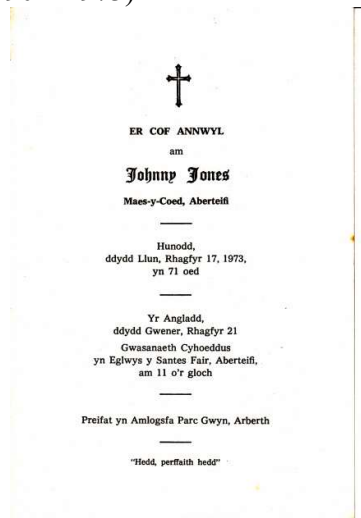 ER COF ANNWYL
am
Johnny Jones
Maes-y-Coed, Aberteifi
Hunodd,
ddydd Llun, Rhagfyr 17, 1973,
yn 71 oed
Yr Angladd,
ddydd Gwener, Rhagfyr 21
Gwasanaeth Cyhoeddus
yn Eglwys y Santes Fair, Aberteifi,
am 11 o'r gloch
Preifat yn Amlogsfa Parc Gwyn, Arberth
"Hedd, perffaith hedd"